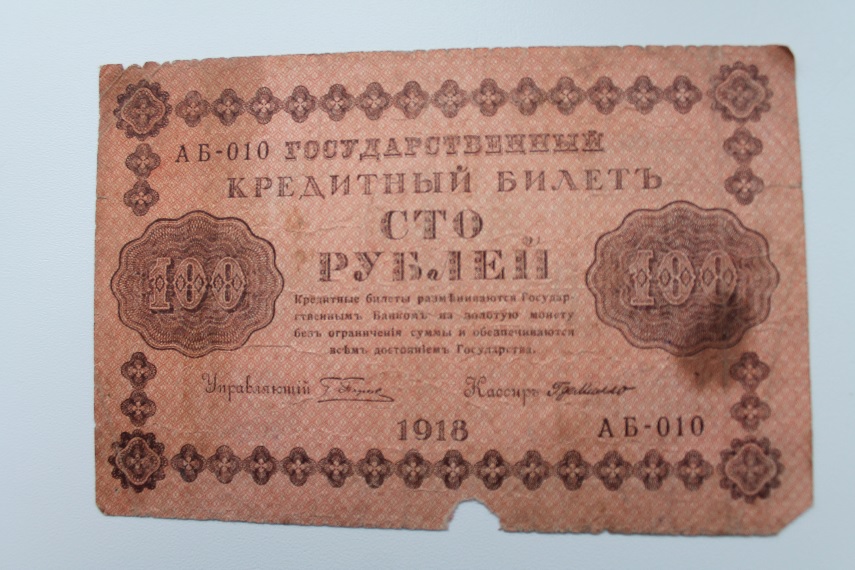 АБ-010 ГОСУДАРСТВЕННЫЙ
КРЕДИТНЫЙ БИЛЕТЪ
СТО
РУБЛЕЙ
100
100
Кредитные билеты размѣниваются Государ-
ственнымъ Банкомъ на золотую монету
безъ ограниченія суммы и обезпечиваются
всѣмъ достояніемъ Государства.
Управляющій
Кассиръ
1918
АБ-010